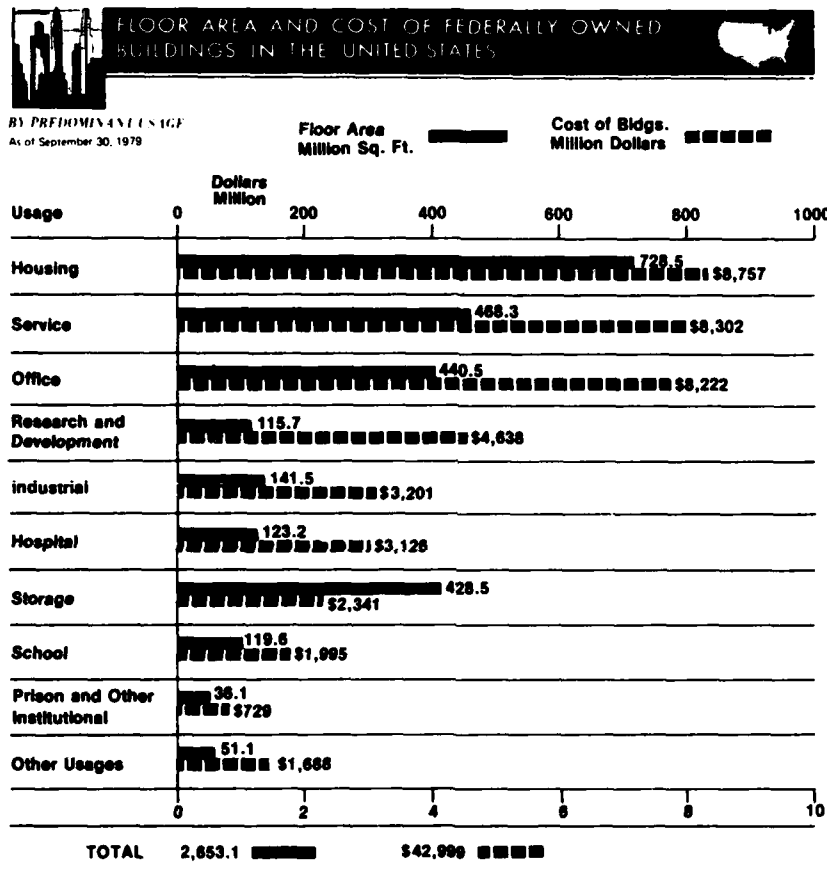 FLOOR AREA AND COST OF FEDERALLY OWNED
BUILDINGS IN THE UNITED STATES
BY PREDOMINANT USAGE
As of September 30, 1979
Floor Area
Million Sq. Ft.
Cost of Bldgs.
Million Dollars
Dollars
Million
Usage 0 200 400 600 800 1000
Housing 728.5
$8,757
Service 468.3
$8,302
Office 440.5
$8,222
Research and
Development 115.7
$4,638
industrial 141.5
$3,201
Hospital 123.2
$3,126
Storage 428.5
$2,341
School 119.6
$1,995
Prison and Other
Institutional 36.1
$729
Other Usages 51.1
$1,688
0 2 4 6 8 10
TOTAL 2,653.1 $42,999